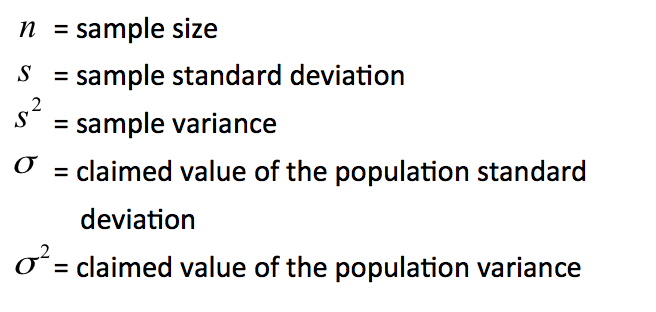 n = sample size
s = sample standard deviation
s² = sample variance
σ = claimed value of the population standard
deviation
σ² = claimed value of the population variance